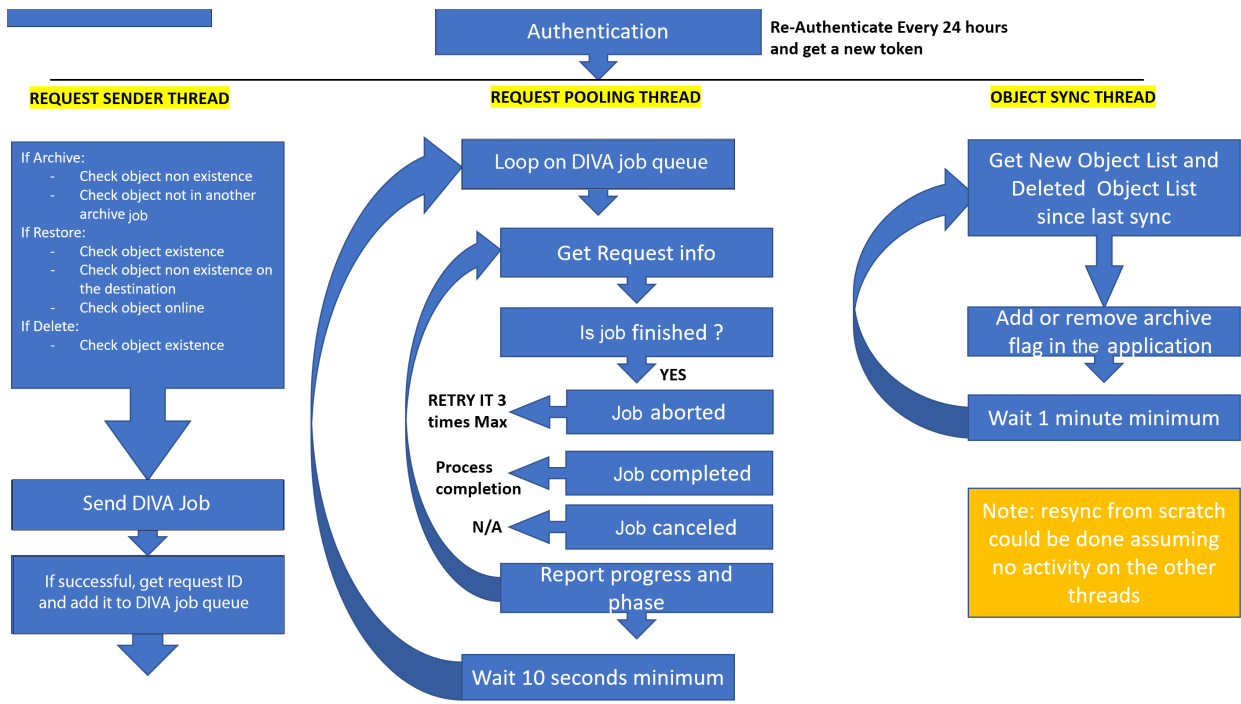 Authentication
Re-Authenticate Every 24 hours
and get a new token
REQUEST SENDER THREAD
If Archive:
- Check object non existence
- Check object not in another
archive job
If Restore:
- Check object existence
- Check object non existence on
the destination
- Check object online
If Delete:
- Check object existence
Send DIVA Job
If successful, get request ID
and add it to DIVA job queue
REQUEST POOLING THREAD
Loop on DIVA job queue
Get Request info
Is job finished ?
YES
Job aborted
RETRY IT 3
times Max
Job completed
Process
completion
Job canceled
N/A
Report progress and
phase
Wait 10 seconds minimum
OBJECT SYNC THREAD
Get New Object List and
Deleted Object List
since last sync
Add or remove archive
flag in the application
Wait 1 minute minimum
Note: resync from scratch
could be done assuming
no activity on the other
threads